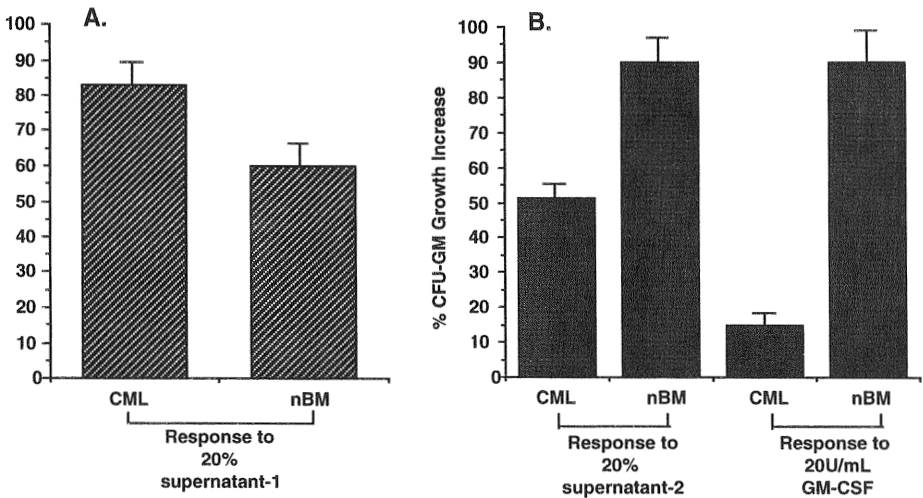 A.
100
90
80
70
60
50
40
30
20
10
0
CML
nBM
Response to
20%
supernatant-1
B.
% CFU-GM Growth Increase
100
90
80
70
60
50
40
30
20
10
0
CML
nBM
CML
nBM
Response to
20%
supernatant-2
Response to
20U/mL
GM-CSF